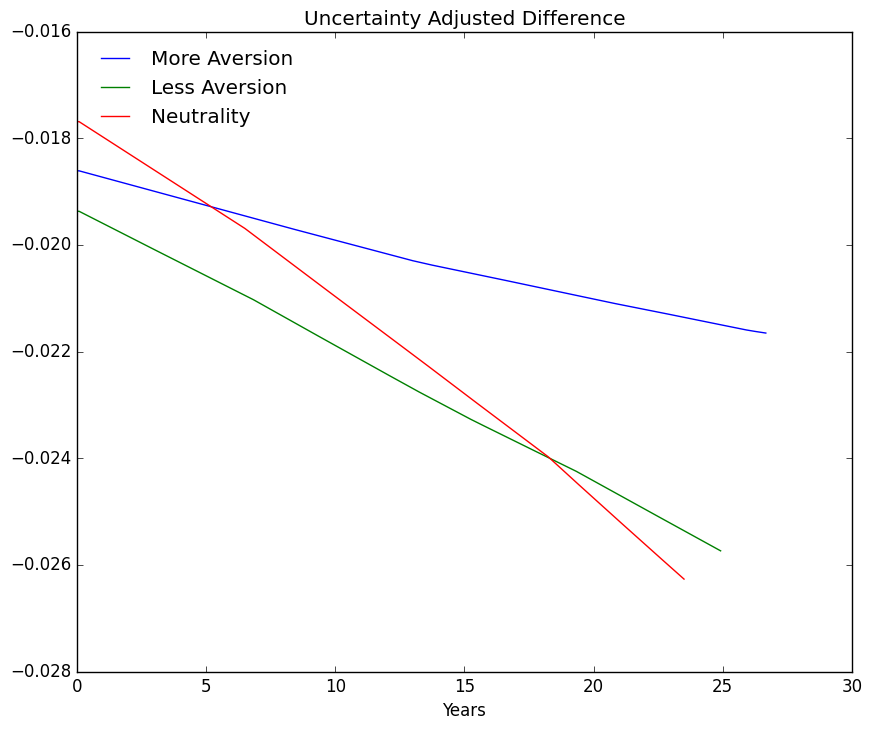 Uncertainty Adjusted Difference
−0.016
More Aversion
Less Aversion
Neutrality
−0.018
−0.020
−0.022
−0.024
−0.026
−0.028
0 5 10 15 20 25 30
Years